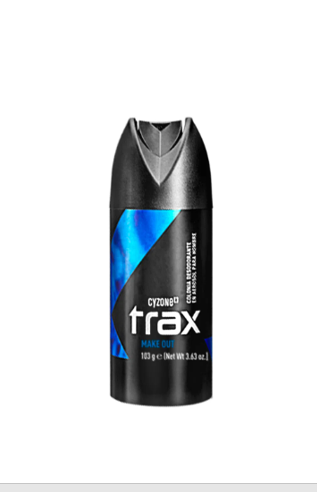 cyzone
trax
MAKE OUT
103 g ℮ (Net Wt 3.63 oz.)
COLONIA DESODORANTE
EN AEROSOL PARA HOMBRE